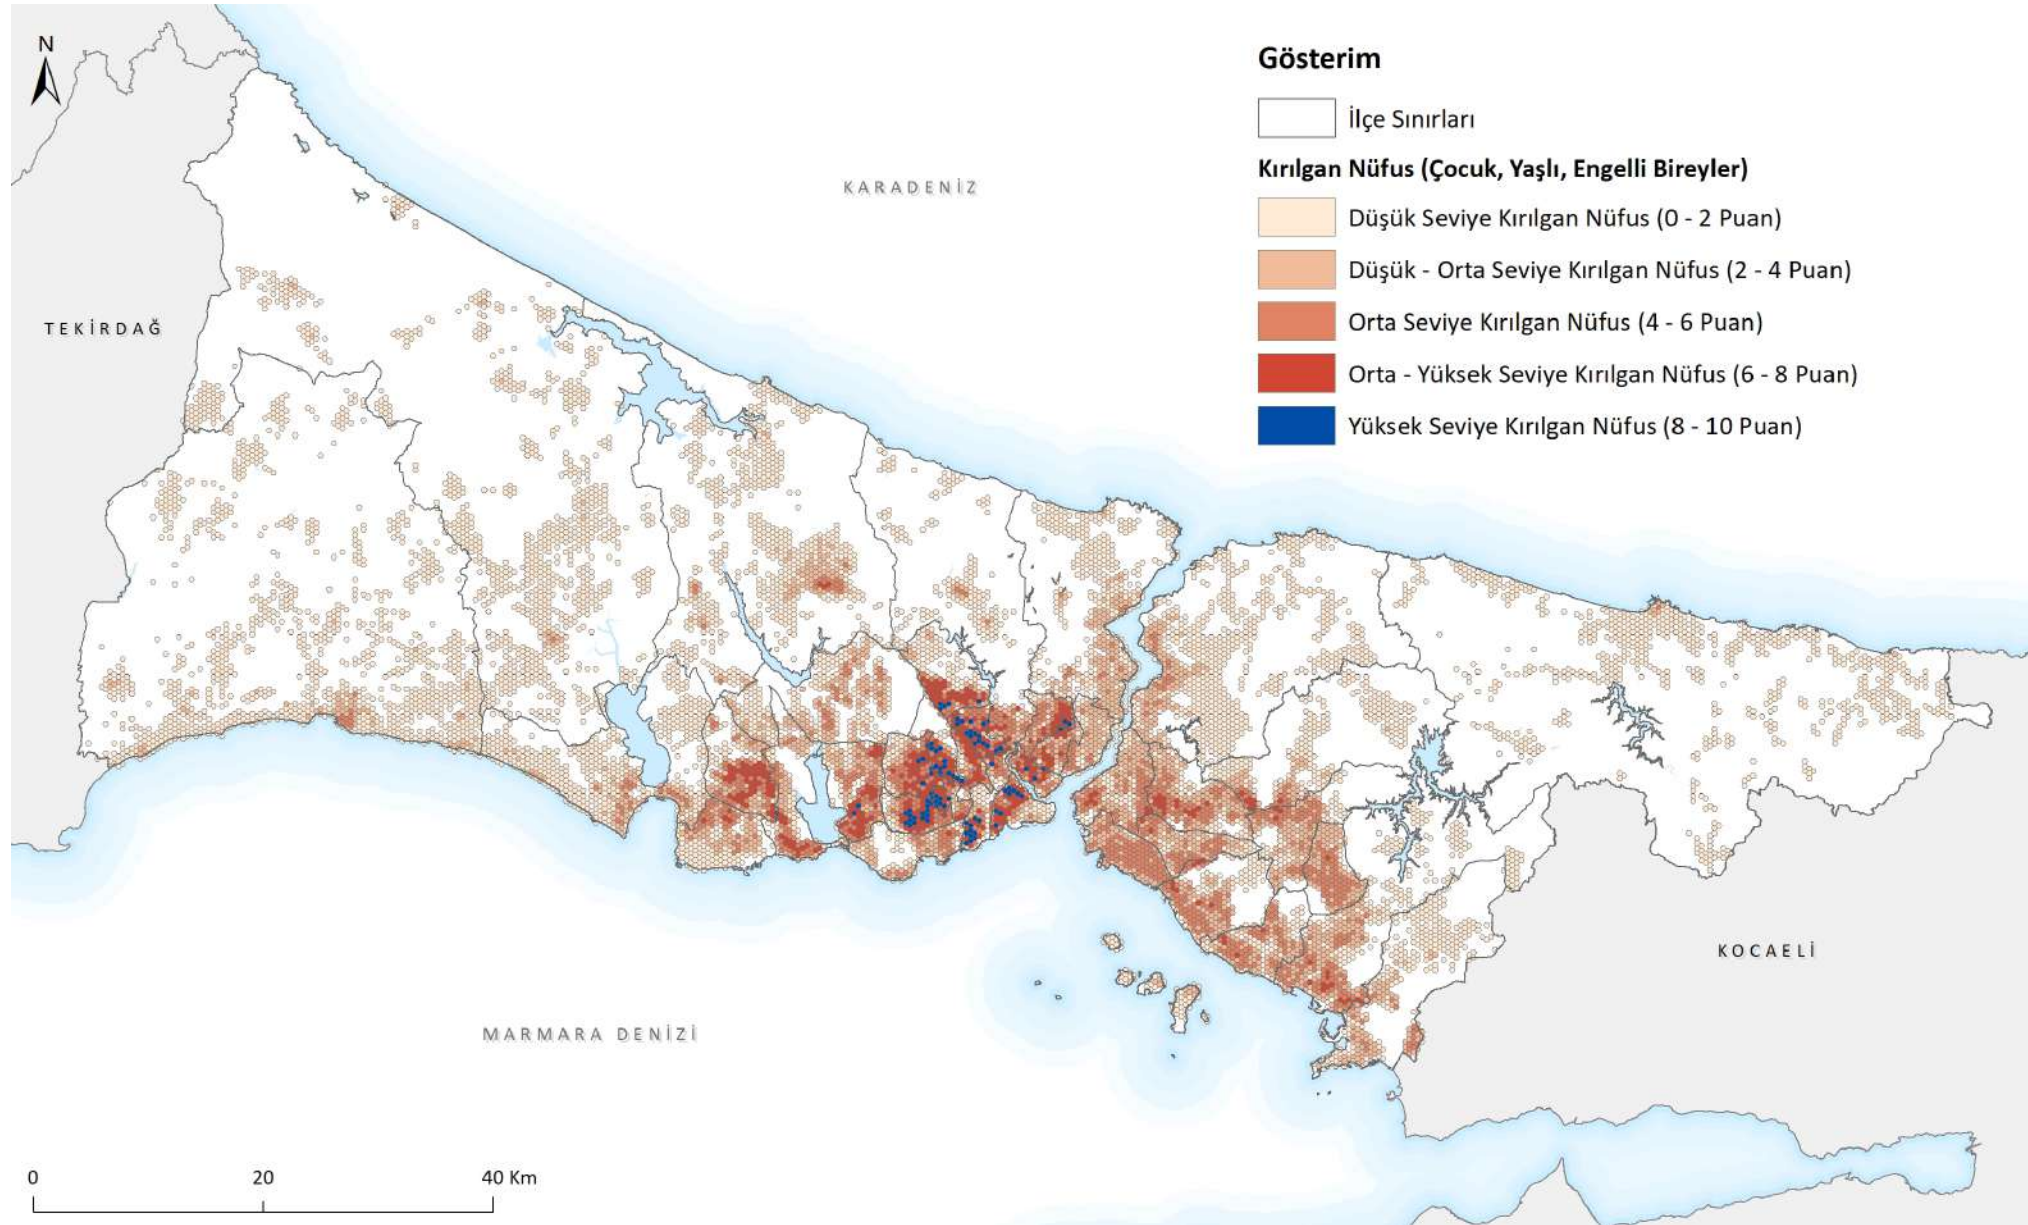 N
Gösterim
İlçe Sınırları
KARADENİZ
Kırılgan Nüfus (Çocuk, Yaşlı, Engelli Bireyler)
Düşük Seviye Kırılgan Nüfus (0 - 2 Puan)
Düşük - Orta Seviye Kırılgan Nüfus (2 - 4 Puan)
TEKİRDAĞ
Orta Seviye Kırılgan Nüfus (4 - 6 Puan)
Orta - Yüksek Seviye Kırılgan Nüfus (6 - 8 Puan)
Yüksek Seviye Kırılgan Nüfus (8 - 10 Puan)
KOCAELİ
MARMARA DENİZİ
0 20 40 Km